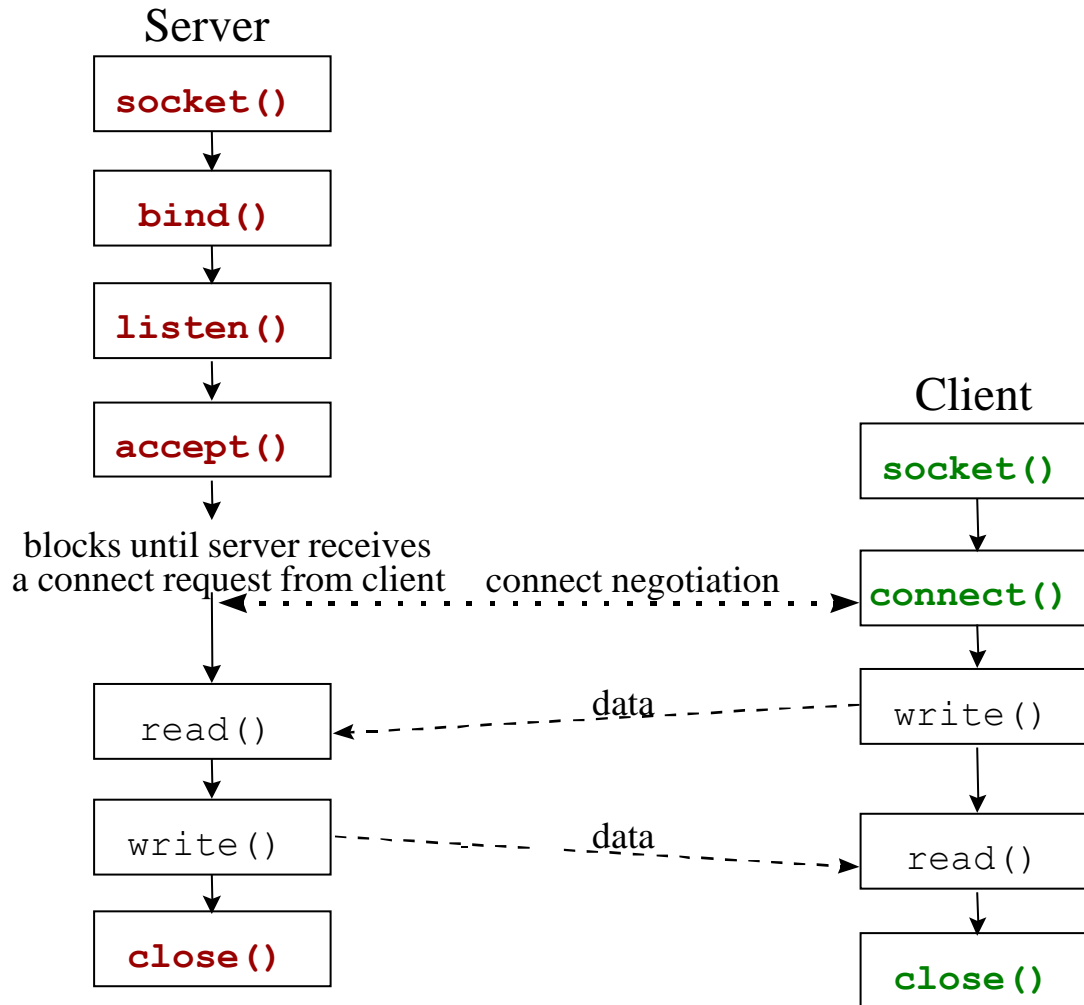 Server
socket()
bind()
listen()
accept()
blocks until server receives
a connect request from client
connect negotiation
read()
write()
close()
Client
socket()
connect()
data
write()
data
read()
close()